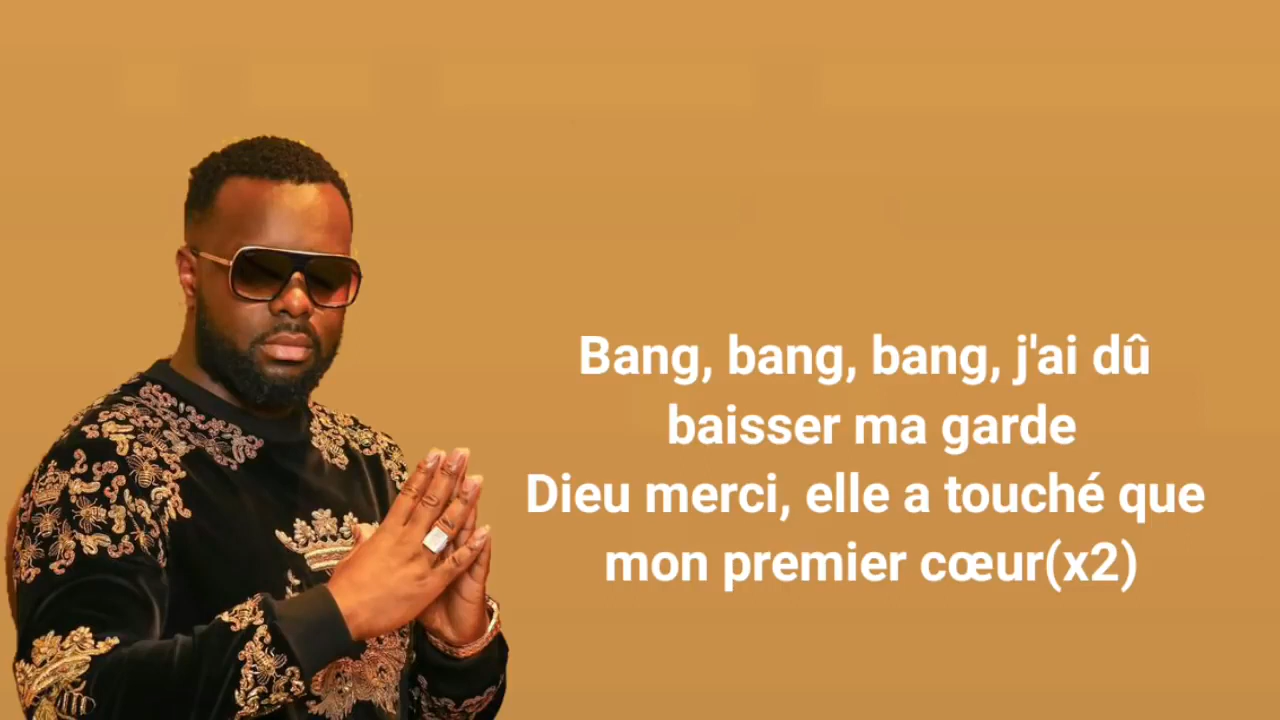 Bang, bang, bang, j'ai dû
baisser ma garde
Dieu merci, elle a touché que
mon premier cœur(x2)